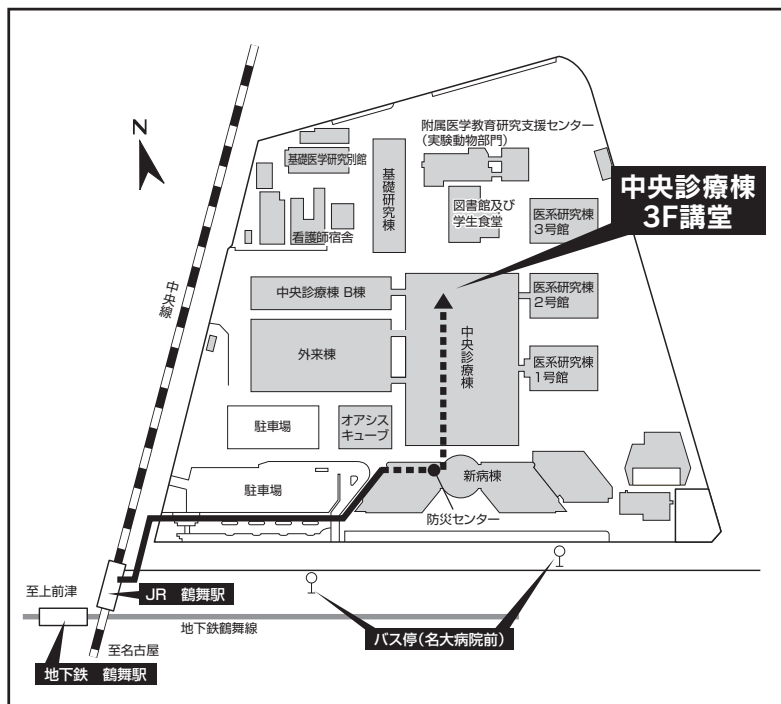 N
附属医学教育研究支援センター
(実験動物部門)
基礎医学研究別館
基礎研究棟
図書館及び
学生食堂
中央診療棟
3F講堂
医系研究棟
3号館
看護師宿舎
中央線
中央診療棟 B棟
医系研究棟
2号館
外来棟
中央診療棟
医系研究棟
1号館
駐車場
オアシス
キューブ
駐車場
新病棟
防災センター
至上前津
JR 鶴舞駅
地下鉄鶴舞線
バス停(名大病院前)
至名古屋
地下鉄 鶴舞駅